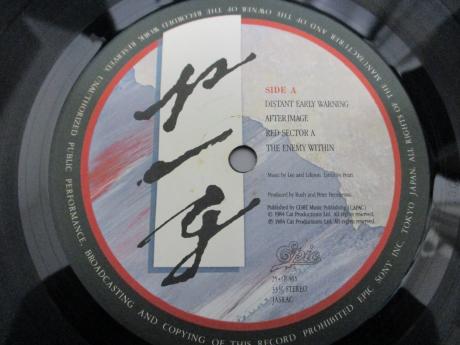 SIDE A
DISTANT EARLY WARNING
AFTERIMAGE
RED SECTOR A
THE ENEMY WITHIN
Music by Lee and Lifeson. Lyrics by Peart.
Produced by Rush and Peter Henderson.
Published by CORE Music Publishing (CAPAC)
© 1984 Cat Productions Ltd. All rights reserved.
℗ 1984 Cat Productions Ltd. All rights reserved.
Epic
33⅓ STEREO
JASRAC
ALL RIGHTS OF THE MANUFACTURER AND OF THE OWNER OF THE RECORDED WORK RESERVED. UNAUTHORIZED PUBLIC PERFORMANCE, BROADCASTING AND COPYING OF THIS RECORD PROHIBITED EPIC SONY INC. TOKYO JAPAN.